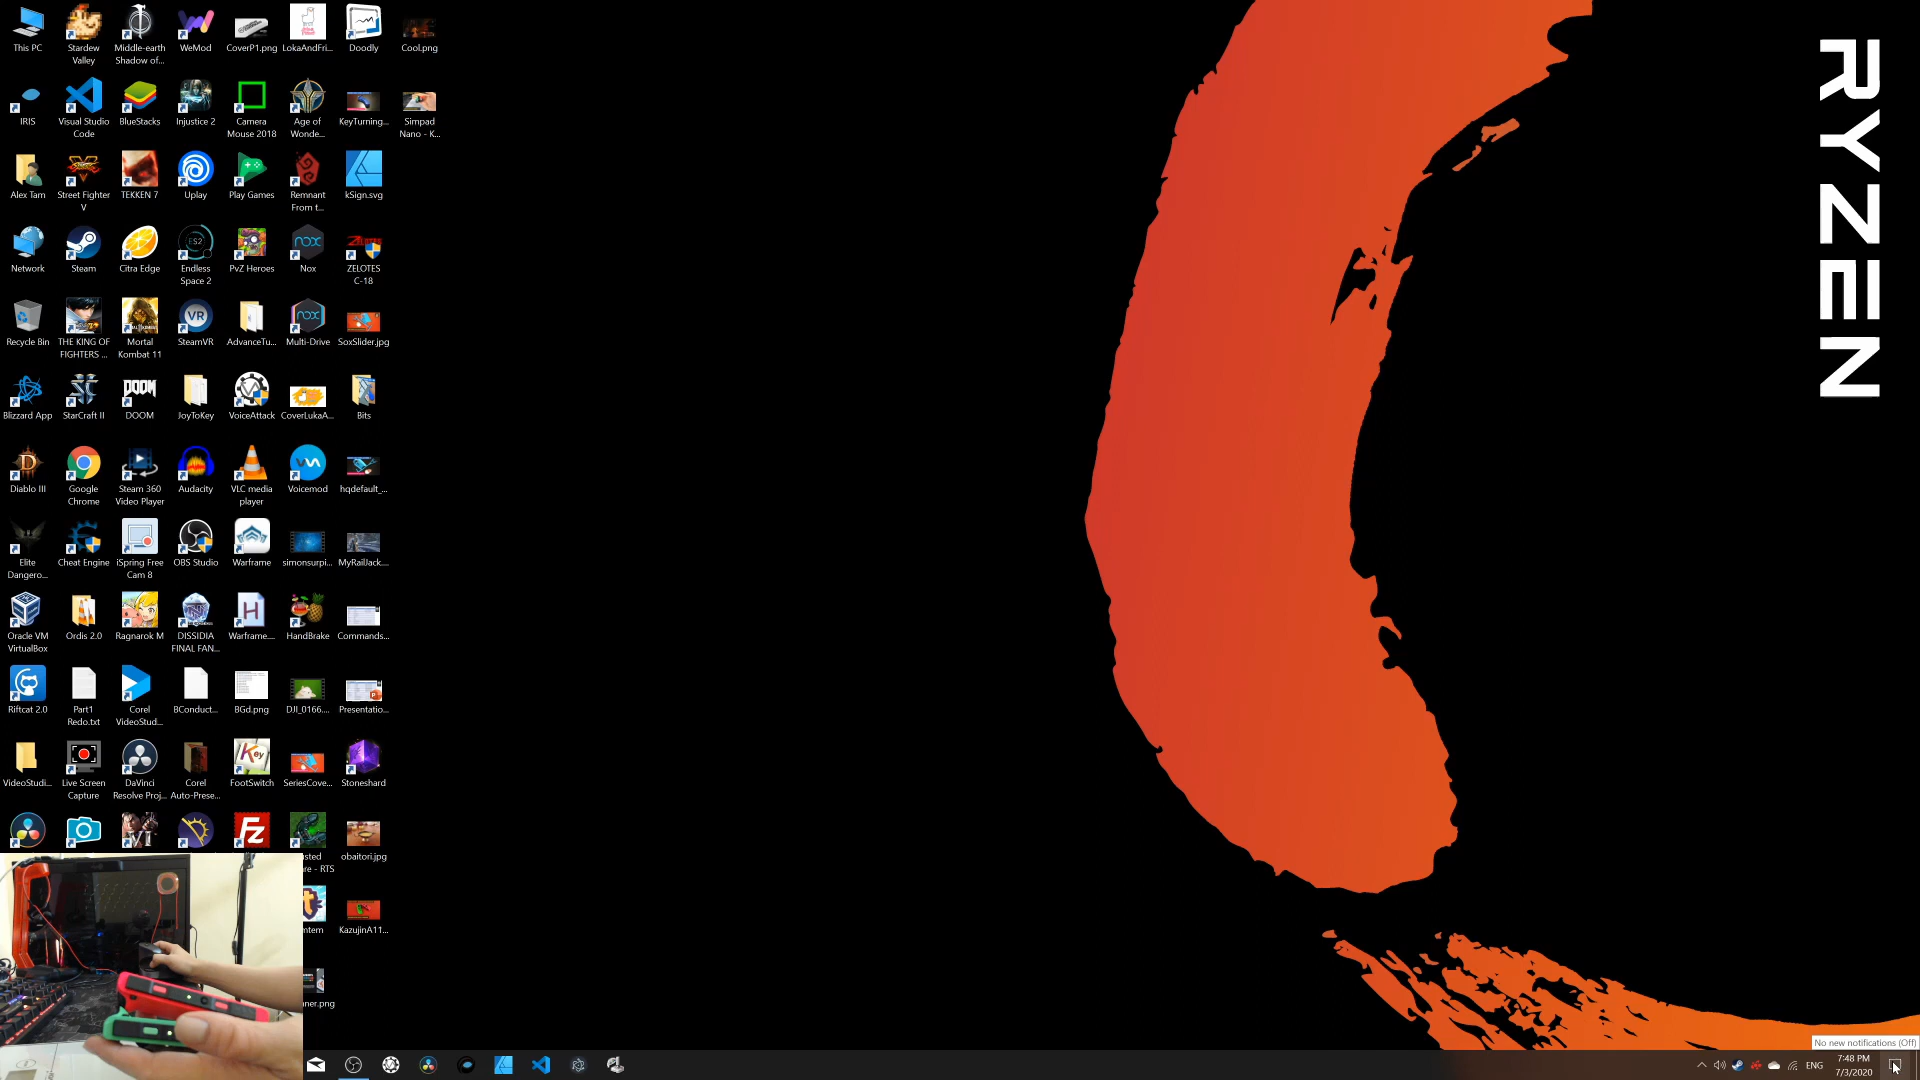 This PC
Stardew
Valley
Middle-earth
Shadow of...
WeMod
CoverP1.png
LokaAndFri...
Doodly
Cool.png
IRIS
Visual Studio
Code
BlueStacks
Injustice 2
Camera
Mouse 2018
Age of
Wonde...
KeyTurning...
Simpad
Nano - K...
Alex Tam
Street Fighter
V
TEKKEN 7
Uplay
Play Games
Remnant
From t...
kSign.svg
Network
Steam
Citra Edge
Endless
Space 2
PvZ Heroes
Nox
ZELOTES
C-18
Recycle Bin
THE KING OF
FIGHTERS ...
Mortal
Kombat 11
SteamVR
AdvanceTu...
Multi-Drive
SoxSlider.jpg
Blizzard App
StarCraft II
DOOM
JoyToKey
VoiceAttack
CoverLukaA...
Bits
Diablo III
Google
Chrome
Steam 360
Video Player
Audacity
VLC media
player
Voicemod
hqdefault_...
Elite
Dangero...
Cheat Engine
iSpring Free
Cam 8
OBS Studio
Warframe
simonsurpi...
MyRailJack....
Oracle VM
VirtualBox
Ordis 2.0
Ragnarok M
DISSIDIA
FINAL FAN...
Warframe....
HandBrake
Commands...
Riftcat 2.0
Part1
Redo.txt
Corel
VideoStud...
BConduct...
BGd.png
DJI_0166....
Presentatio...
VideoStudi...
Live Screen
Capture
DaVinci
Resolve Proj...
Corel
Auto-Prese...
FootSwitch
SeriesCove...
Stoneshard
obaitori.jpg
KazujinA11...
RYZEN
No new notifications (Off)
ENG
7:48 PM
7/3/2020